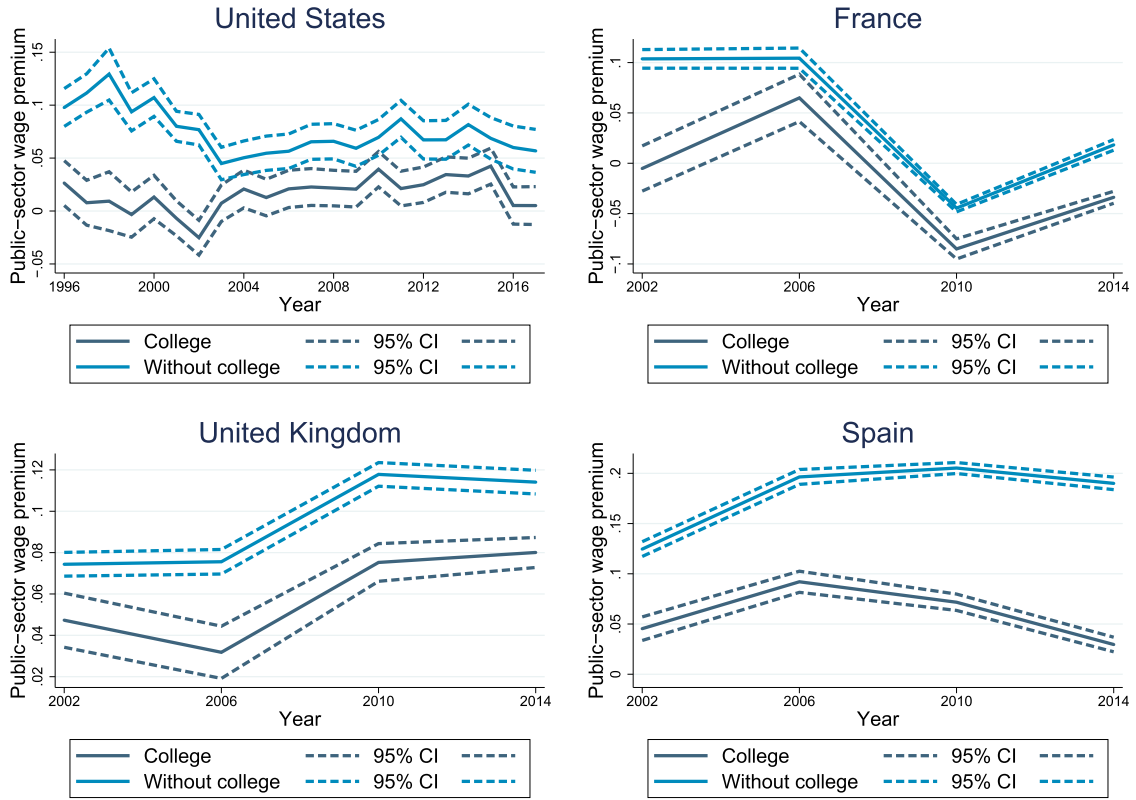 United States
Public−sector wage premium
.15
.1
.05
0
−.05
1996 2000 2004 2008 2012 2016
Year
College 95% CI
Without college 95% CI
France
Public−sector wage premium
.1
.05
0
−.05
−.1
2002 2006 2010 2014
Year
College 95% CI
Without college 95% CI
United Kingdom
Public−sector wage premium
.12
.1
.08
.06
.04
.02
2002 2006 2010 2014
Year
College 95% CI
Without college 95% CI
Spain
Public−sector wage premium
.2
.15
.1
.05
0
2002 2006 2010 2014
Year
College 95% CI
Without college 95% CI